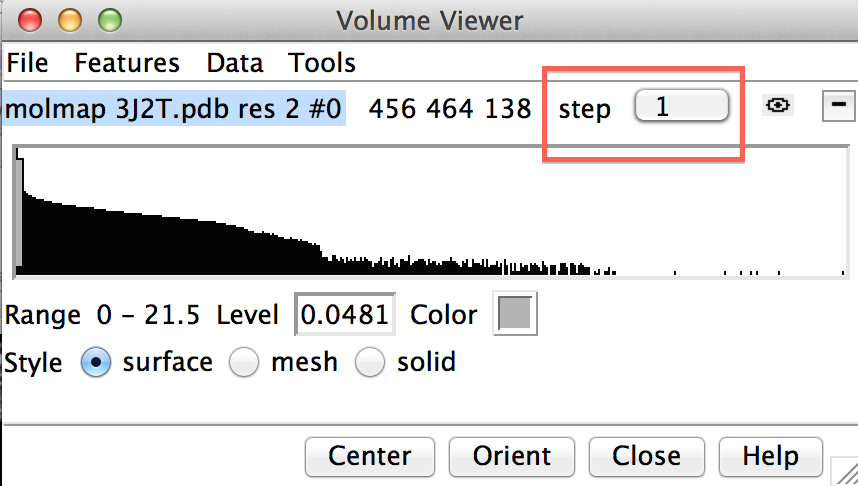 Volume Viewer
File Features Data Tools
molmap 3J2T.pdb res 2 #0 456 464 138 step 1
Range 0 – 21.5 Level 0.0481 Color
Style surface mesh solid
Center Orient Close Help